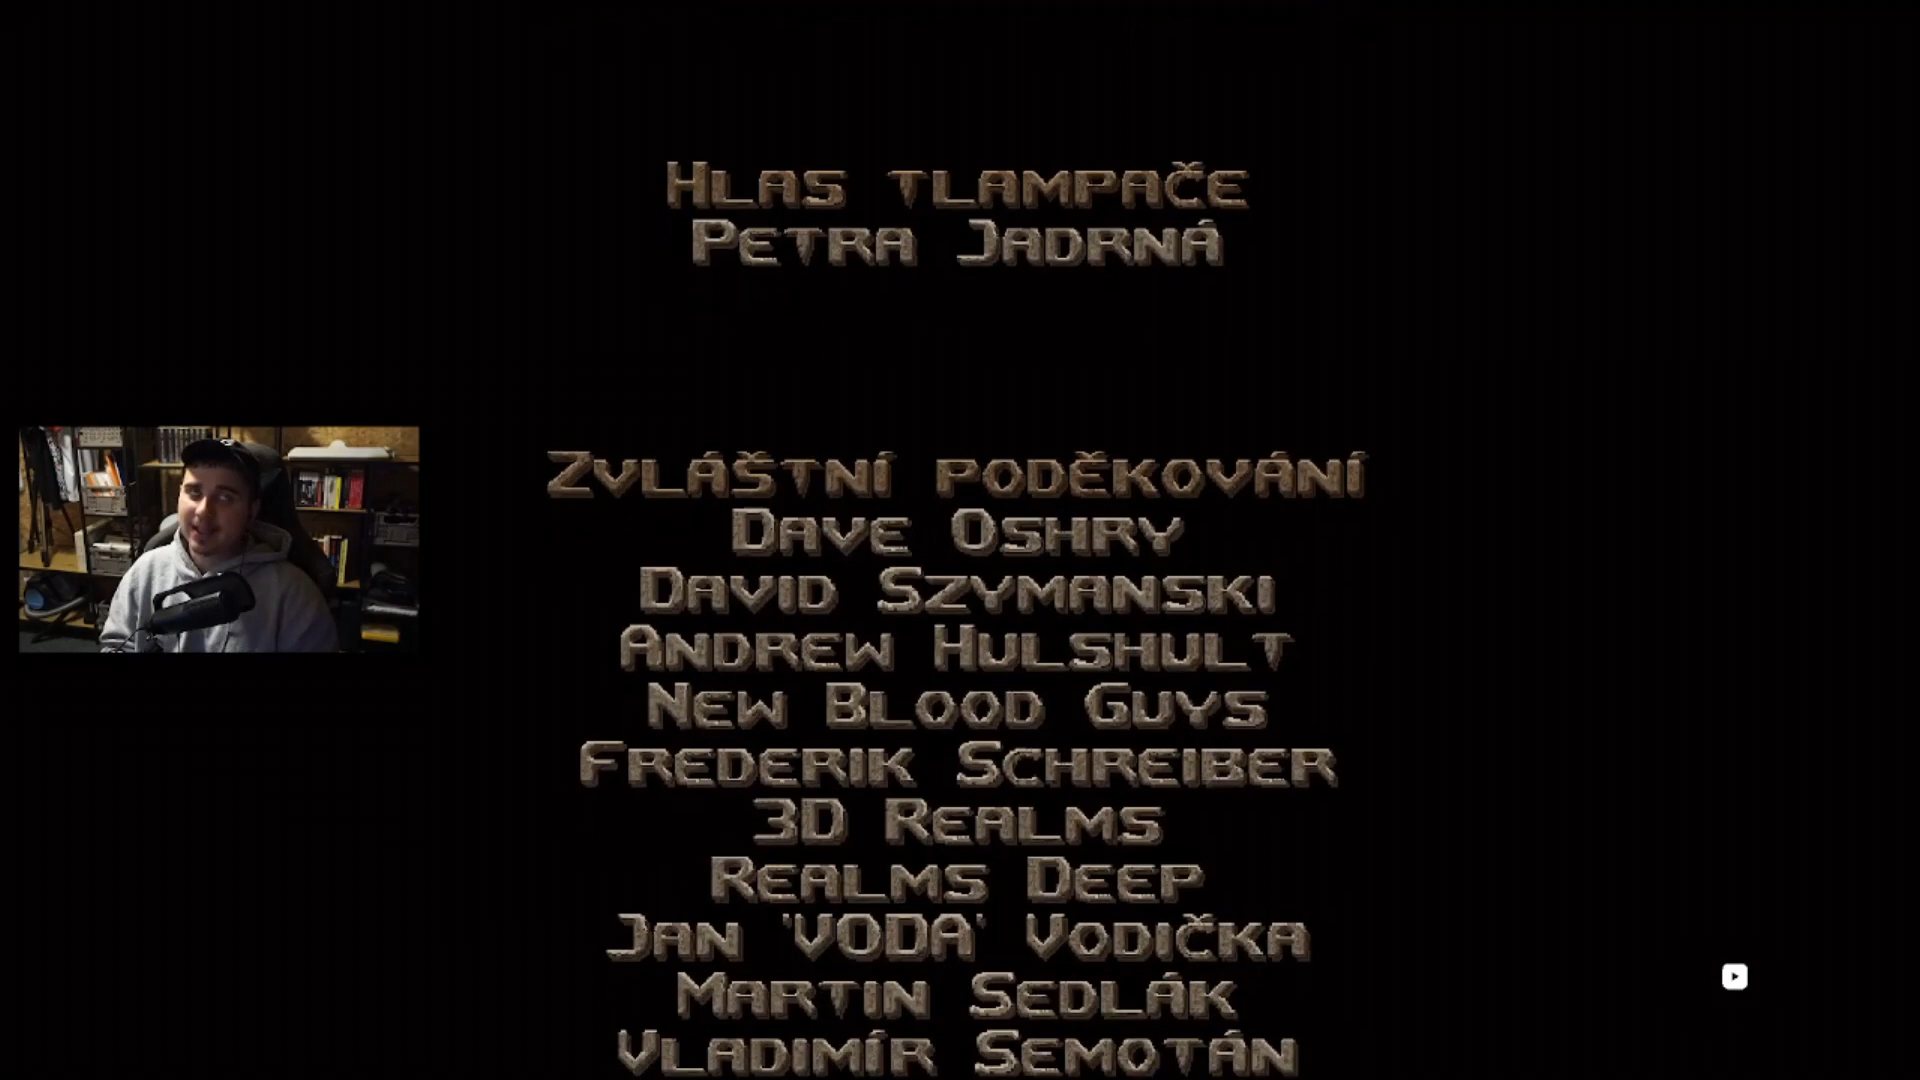 Hlas tlampače
Petra Jadrná
Zvláštní poděkování
Dave Oshry
David Szymanski
Andrew Hulshult
New Blood Guys
Frederik Schreiber
3D Realms
Realms Deep
Jan 'VODA' Vodička
Martin Sedlák
Vladimír Semotán